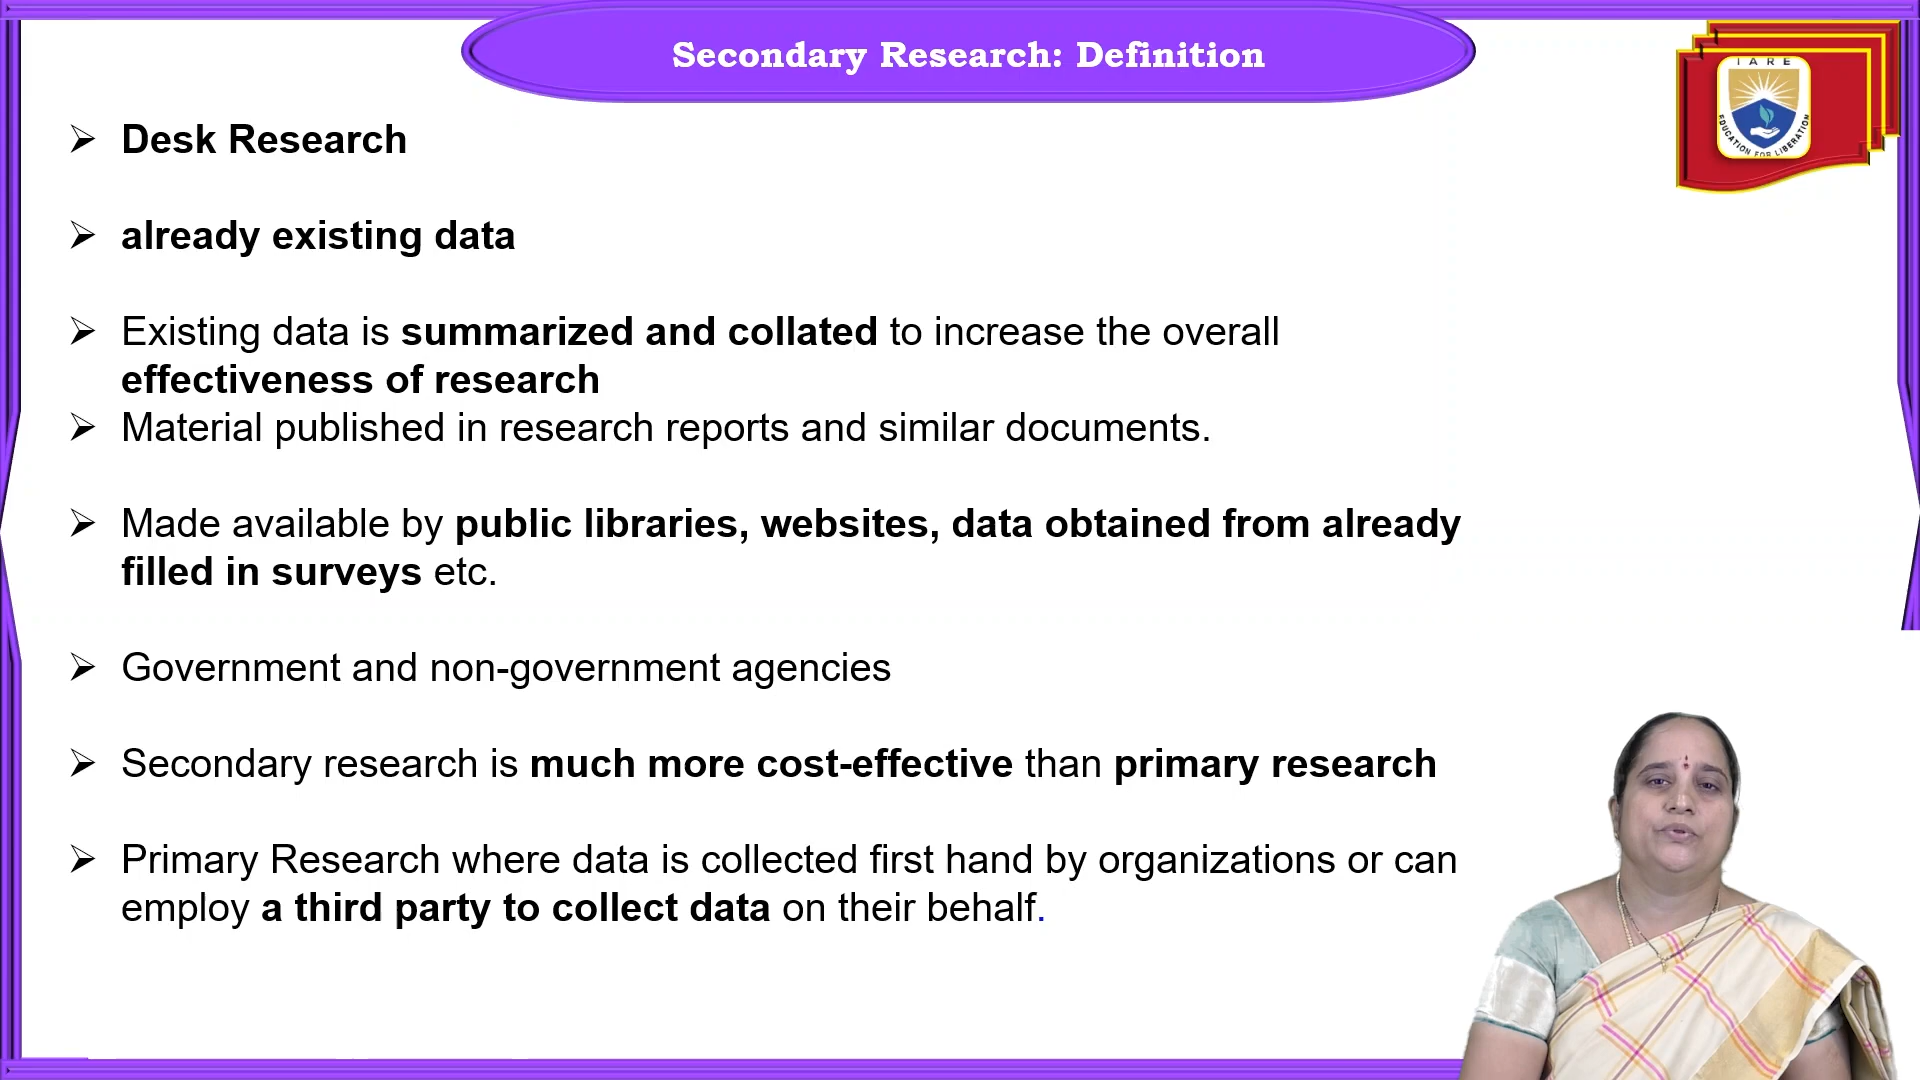 Secondary Research: Definition
IARE
EDUCATION FOR LIBERATION
➢ Desk Research
➢ already existing data
➢ Existing data is summarized and collated to increase the overall
effectiveness of research
➢ Material published in research reports and similar documents.
➢ Made available by public libraries, websites, data obtained from already
filled in surveys etc.
➢ Government and non-government agencies
➢ Secondary research is much more cost-effective than primary research
➢ Primary Research where data is collected first hand by organizations or can
employ a third party to collect data on their behalf.